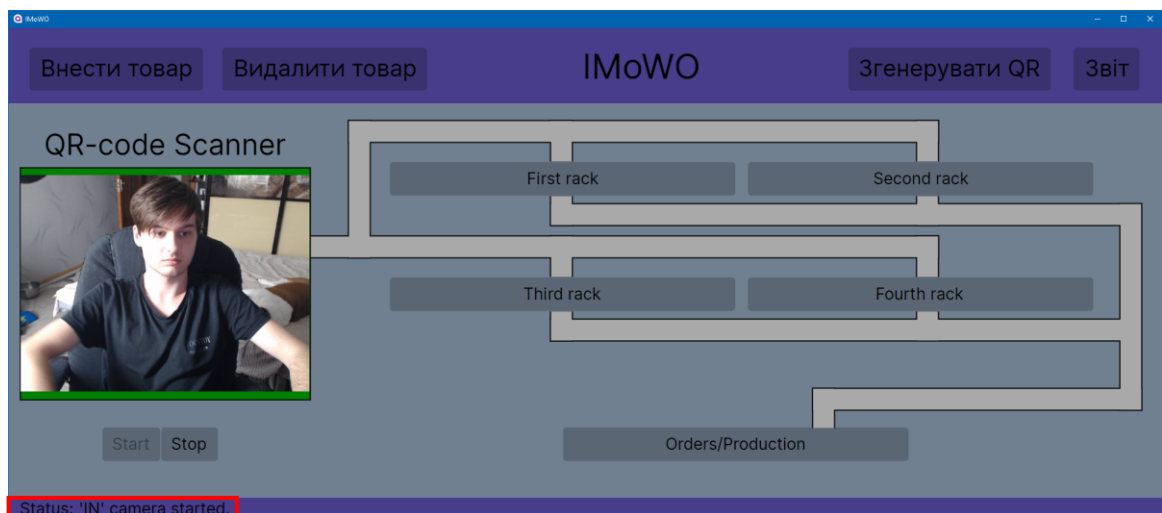 IMoWO
Внести товар Видалити товар IMoWO Згенерувати QR Звіт
QR-code Scanner
First rack Second rack
Third rack Fourth rack
Start Stop Orders/Production
Status: 'IN' camera started.